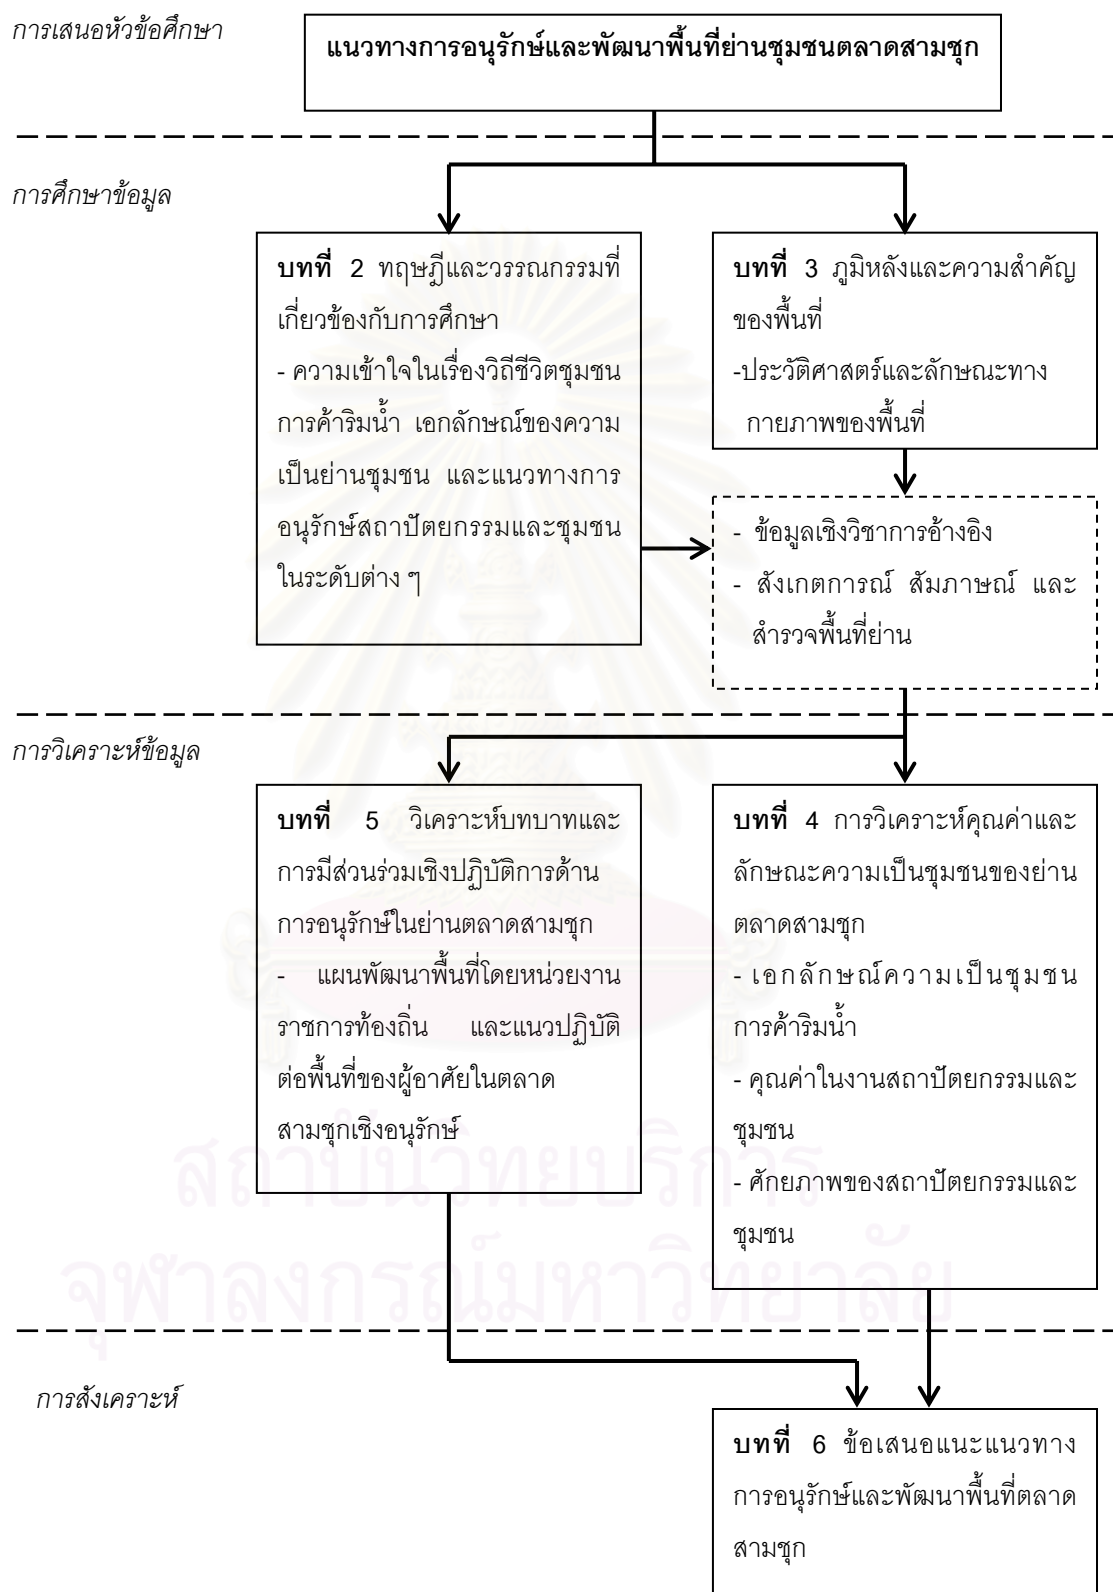 การเสนอหัวข้อศึกษา
แนวทางการอนุรักษ์และพัฒนาพื้นที่ย่านชุมชนตลาดสามชุก
การศึกษาข้อมูล
บทที่ 2 ทฤษฎีและวรรณกรรมที่
เกี่ยวข้องกับการศึกษา
- ความเข้าใจในเรื่องวิถีชีวิตชุมชน
การค้าริมน้ำ เอกลักษณ์ของความ
เป็นย่านชุมชน และแนวทางการ
อนุรักษ์สถาปัตยกรรมและชุมชน
ในระดับต่าง ๆ
บทที่ 3 ภูมิหลังและความสำคัญ
ของพื้นที่
-ประวัติศาสตร์และลักษณะทาง
กายภาพของพื้นที่
- ข้อมูลเชิงวิชาการอ้างอิง
- สังเกตการณ์ สัมภาษณ์ และ
สำรวจพื้นที่ย่าน
การวิเคราะห์ข้อมูล
บทที่ 5 วิเคราะห์บทบาทและ
การมีส่วนร่วมเชิงปฏิบัติการด้าน
การอนุรักษ์ในย่านตลาดสามชุก
- แผนพัฒนาพื้นที่โดยหน่วยงาน
ราชการท้องถิ่น และแนวปฏิบัติ
ต่อพื้นที่ของผู้อาศัยในตลาด
สามชุกเชิงอนุรักษ์
บทที่ 4 การวิเคราะห์คุณค่าและ
ลักษณะความเป็นชุมชนของย่าน
ตลาดสามชุก
- เอกลักษณ์ความเป็นชุมชน
การค้าริมน้ำ
- คุณค่าในงานสถาปัตยกรรมและ
ชุมชน
- ศักยภาพของสถาปัตยกรรมและ
ชุมชน
สถาบันวิทยบริการ
จุฬาลงกรณ์มหาวิทยาลัย
การสังเคราะห์
บทที่ 6 ข้อเสนอแนะแนวทาง
การอนุรักษ์และพัฒนาพื้นที่ตลาด
สามชุก